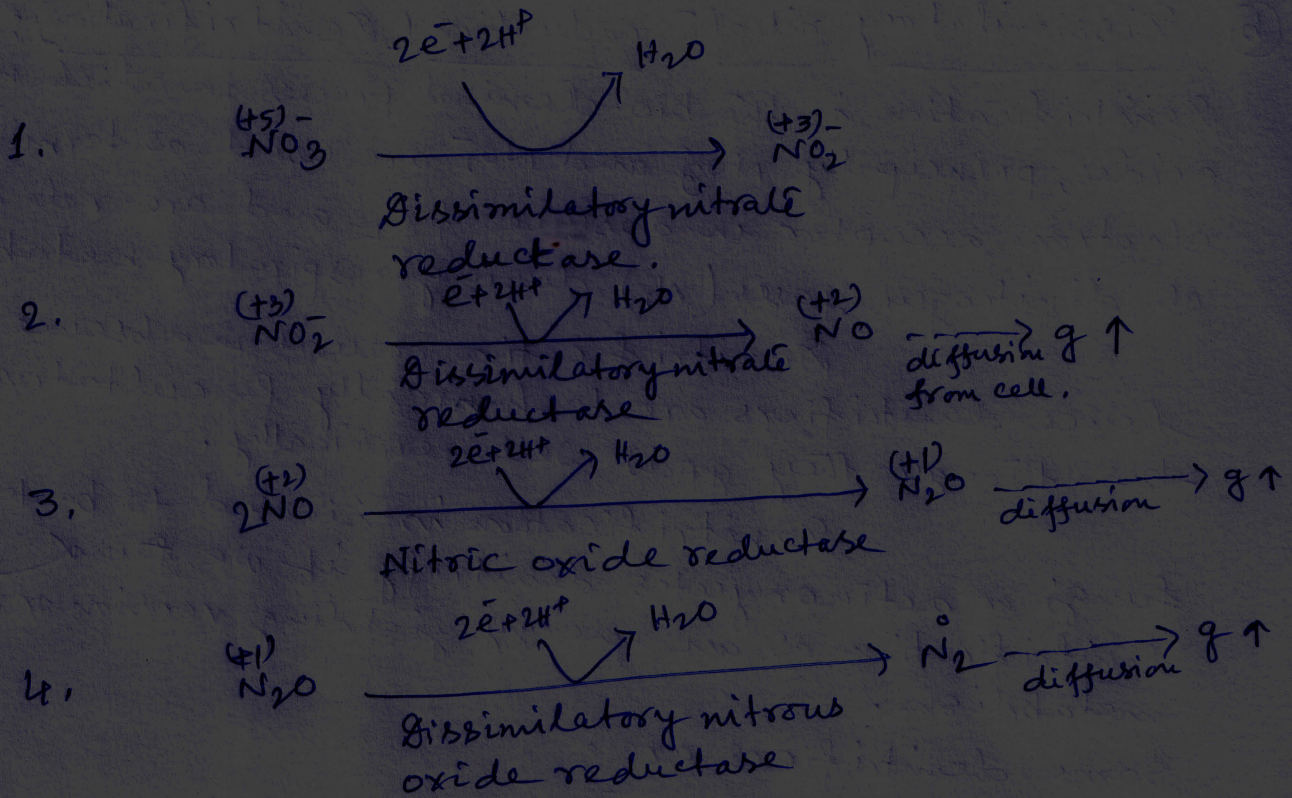 2e⁻+2H⁺ H₂O
1. (+5) NO₃⁻ (+3) NO₂⁻
Dissimilatory nitrate
reductase.
2. (+3) NO₂⁻ e⁻+2H⁺ H₂O (+2) NO diffusion g ↑
Dissimilatory nitrate from cell.
reductase
3. 2NO (+2) 2e⁻+2H⁺ H₂O (+1) N₂O diffusion g ↑
Nitric oxide reductase
2e⁻+2H⁺ H₂O
4. (+1) N₂O N₂ 0 diffusion g ↑
Dissimilatory nitrous
oxide reductase